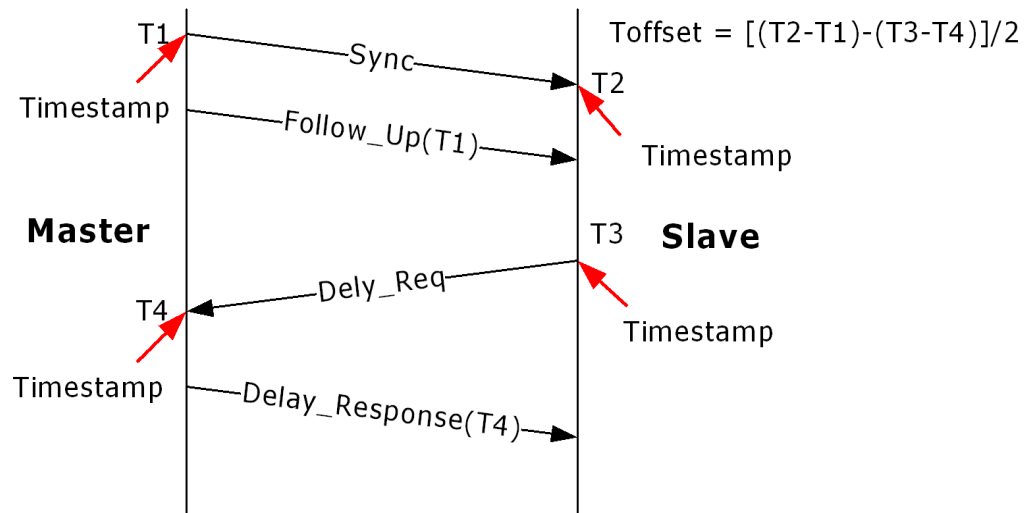 T1
Sync
Toffset = [(T2-T1)-(T3-T4)]/2
T2
Timestamp
Follow_Up(T1)
Timestamp
Master
T3
Slave
Dely_Req
T4
Timestamp
Timestamp
Delay_Response(T4)